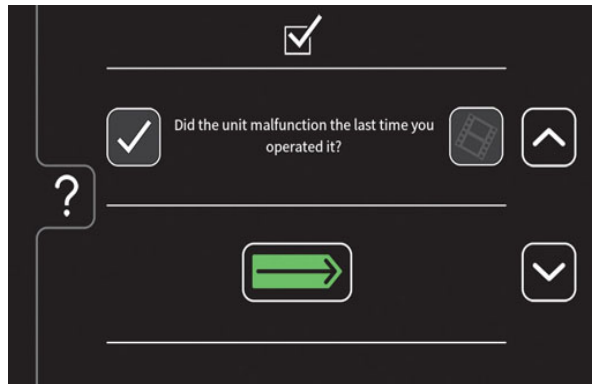 Did the unit malfunction the last time you
operated it?
?